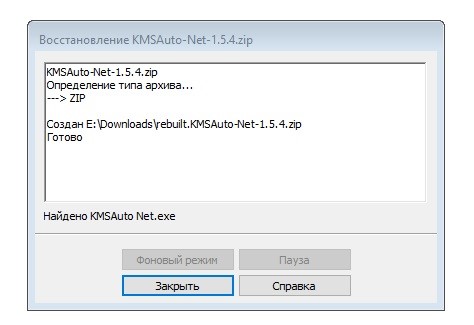 Восстановление KMSAuto-Net-1.5.4.zip
KMSAuto-Net-1.5.4.zip
Определение типа архива...
---> ZIP
Создан E:\Downloads\rebuilt.KMSAuto-Net-1.5.4.zip
Готово
Найдено KMSAuto Net.exe
Фоновый режим Пауза
Закрыть Справка